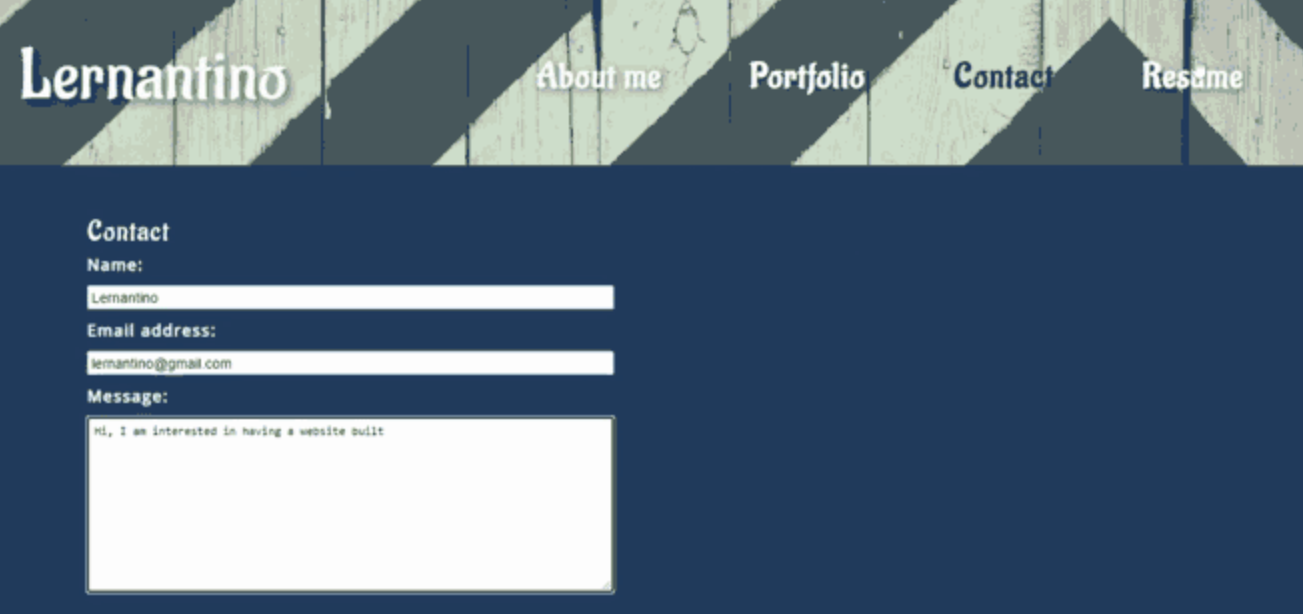 Lernantino
About me
Portfolio
Contact
Resume
Contact
Name:
Lernantino
Email address:
lernantino@gmail.com
Message:
Hi, I am interested in having a website built